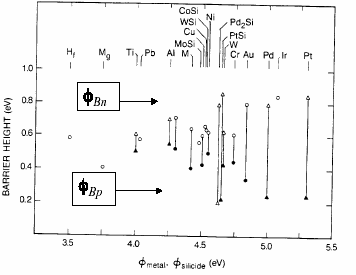 CoSi
WSi
Ni
Cu
Pd2Si
MoSi
PtSi
W
Hf Mg Ti Pb Al M Cr Au Pd Ir Pt
1.0
0.8
0.6
0.4
0.2
BARRIER HEIGHT (eV)
ϕBn
ϕBp
3.5 4.0 4.5 5.0 5.5
ϕmetal, ϕsilicide (eV)